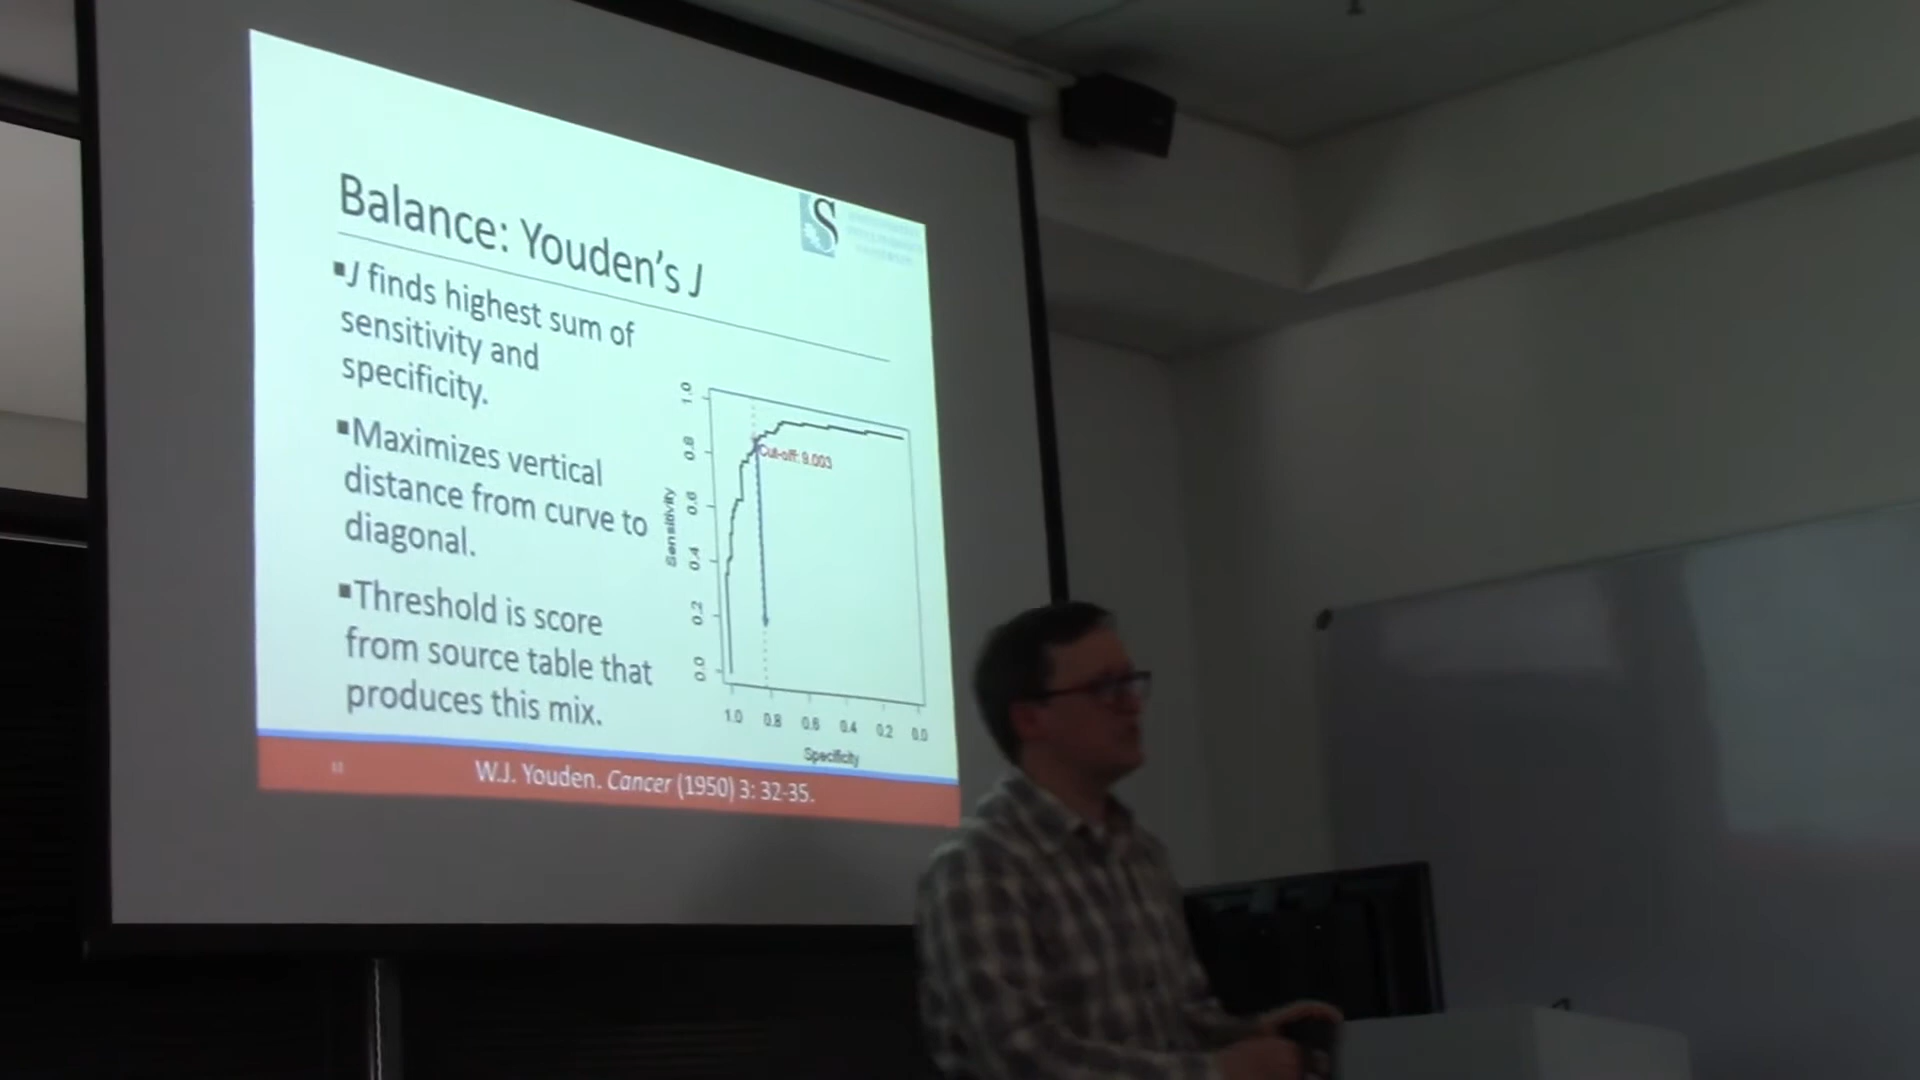 Balance: Youden's J
S
▪J finds highest sum of
sensitivity and
specificity.
▪Maximizes vertical
distance from curve to
diagonal.
▪Threshold is score
from source table that
produces this mix.
Cut-off: 9.003
Sensitivity
1.0
0.8
0.6
0.4
0.2
0.0
1.0 0.8 0.6 0.4 0.2 0.0
Specificity
W.J. Youden. Cancer (1950) 3: 32-35.